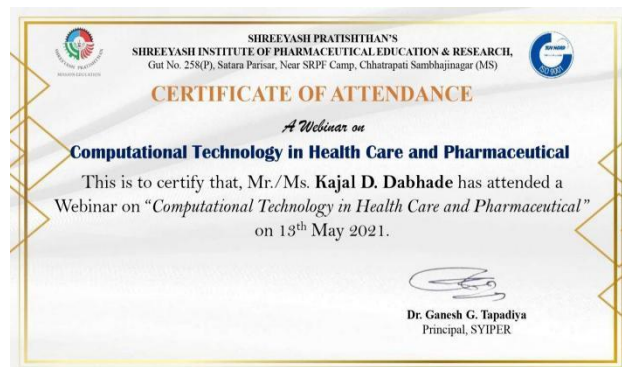 SHREEYASH PRATISHTHAN'S
SHREEYASH INSTITUTE OF PHARMACEUTICAL EDUCATION & RESEARCH,
Gut No. 258(P), Satara Parisar, Near SRPF Camp, Chhatrapati Sambhajinagar (MS)
ISO 9001
CERTIFICATE OF ATTENDANCE
A Webinar on
Computational Technology in Health Care and Pharmaceutical
This is to certify that, Mr./Ms. Kajal D. Dabhade has attended a
Webinar on “Computational Technology in Health Care and Pharmaceutical”
on 13th May 2021.
Dr. Ganesh G. Tapadiya
Principal, SYIPER